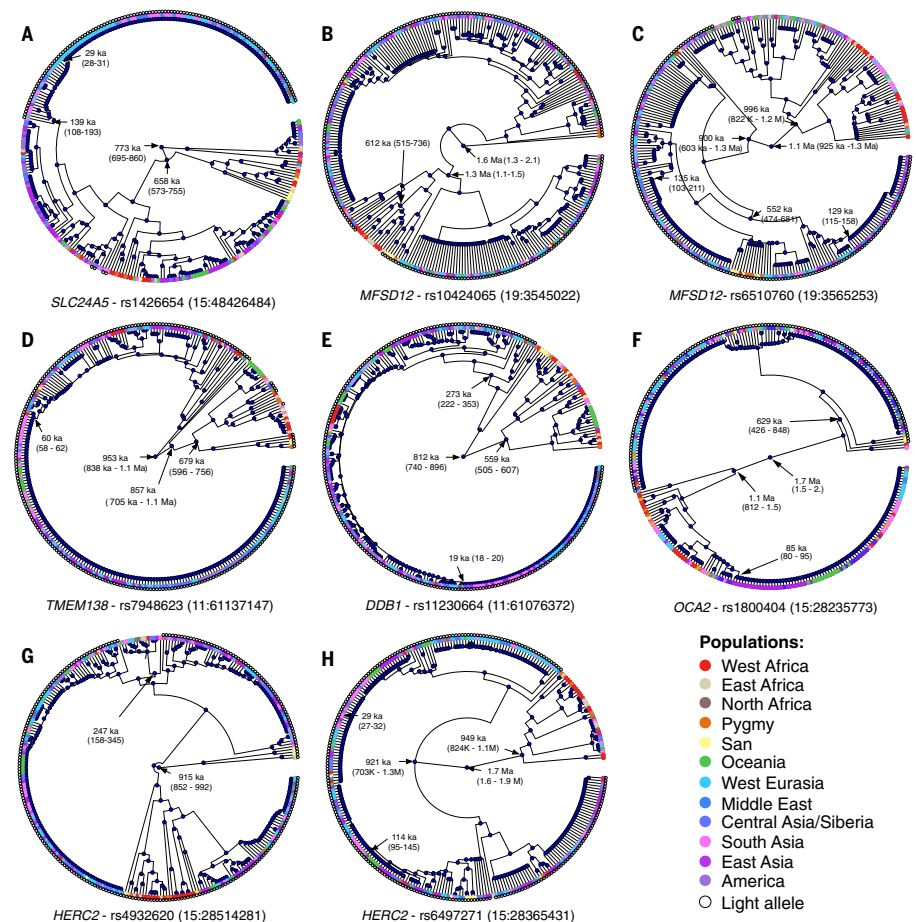 A
29 ka
(28-31)
139 ka
(108-193)
773 ka
(695-860)
658 ka
(573-755)
SLC24A5 - rs1426654 (15:48426484)
B
612 ka (515-736)
1.6 Ma (1.3 - 2.1)
1.3 Ma (1.1-1.5)
MFSD12 - rs10424065 (19:3545022)
C
996 ka
(822 K - 1.2 M)
900 ka
(603 ka - 1.3 Ma)
1.1 Ma (925 ka -1.3 Ma)
135 ka
(103-211)
552 ka
(474-681)
129 ka
(115-158)
MFSD12- rs6510760 (19:3565253)
D
60 ka
(58 - 62)
953 ka
(838 ka - 1.1 Ma)
679 ka
(596 - 756)
857 ka
(705 ka - 1.1 Ma)
TMEM138 - rs7948623 (11:61137147)
E
273 ka
(222 - 353)
812 ka
(740 - 896)
559 ka
(505 - 607)
19 ka (18 - 20)
DDB1 - rs11230664 (11:61076372)
F
629 ka
(426 - 848)
1.7 Ma
(1.5 - 2.)
1.1 Ma
(812 - 1.5)
85 ka
(80 - 95)
OCA2 - rs1800404 (15:28235773)
G
247 ka
(158-345)
915 ka
(852 - 992)
HERC2 - rs4932620 (15:28514281)
H
29 ka
(27-32)
949 ka
(824K - 1.1M)
921 ka
(703K - 1.3M)
1.7 Ma
(1.6 - 1.9 M)
114 ka
(95-145)
HERC2 - rs6497271 (15:28365431)
Populations:
West Africa
East Africa
North Africa
Pygmy
San
Oceania
West Eurasia
Middle East
Central Asia/Siberia
South Asia
East Asia
America
Light allele